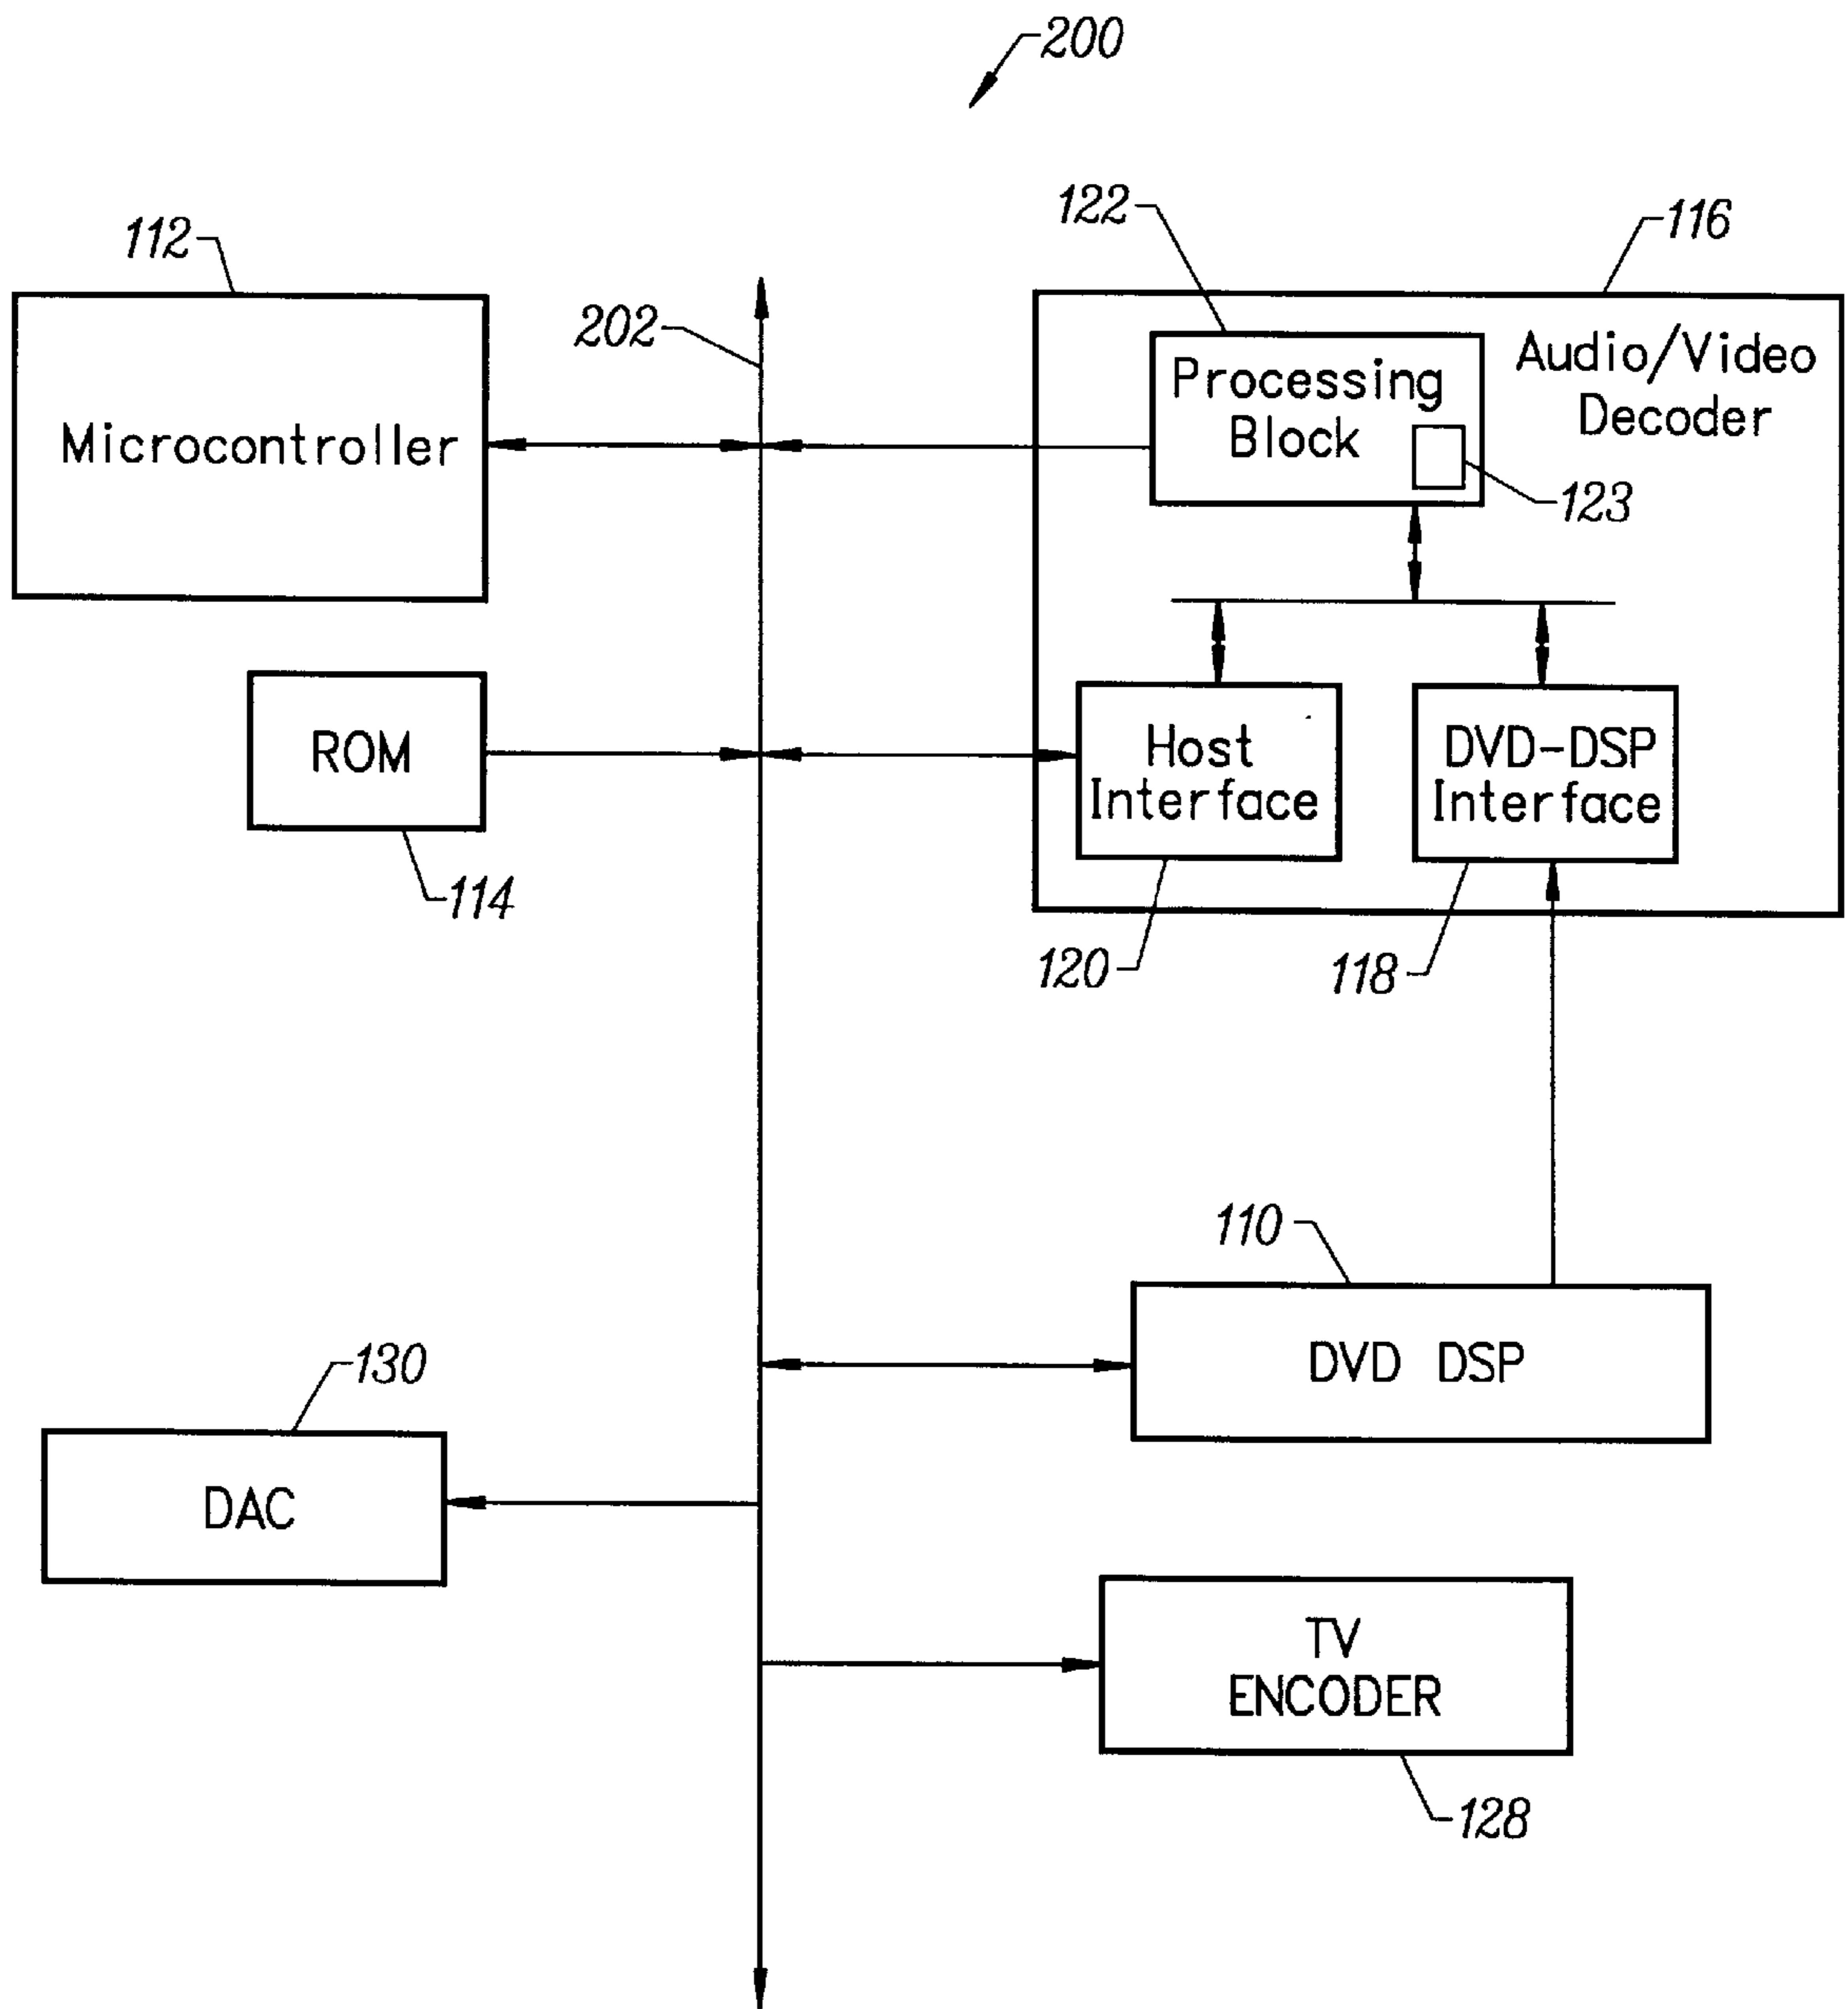 200
122
116
112
202
Audio/Video
Decoder
Processing
Block
Microcontroller
123
ROM
Host
Interface
DVD-DSP
Interface
114
120
118
110
130
DVD DSP
DAC
TV
ENCODER
128